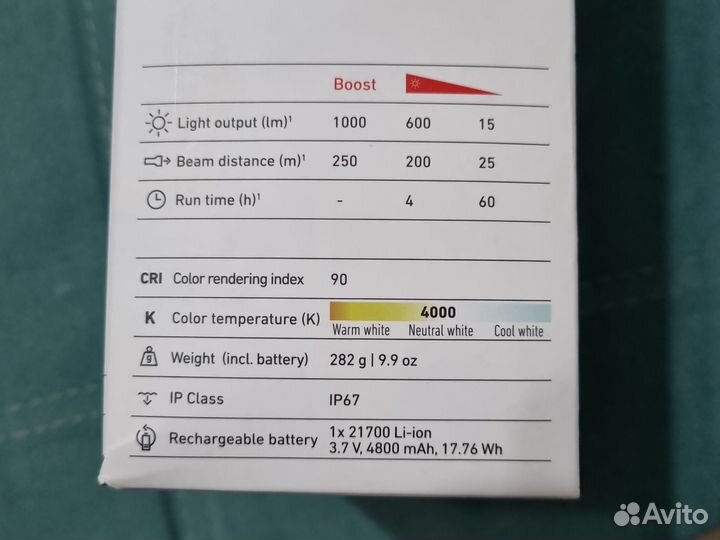 Boost
Light output (lm)¹ 1000 600 15
Beam distance (m)¹ 250 200 25
Run time (h)¹ - 4 60
CRI Color rendering index 90
K Color temperature (K) 4000
Warm white Neutral white Cool white
g Weight (incl. battery) 282 g | 9.9 oz
IP Class IP67
Rechargeable battery 1x 21700 Li-ion
3.7 V, 4800 mAh, 17.76 Wh
Avito